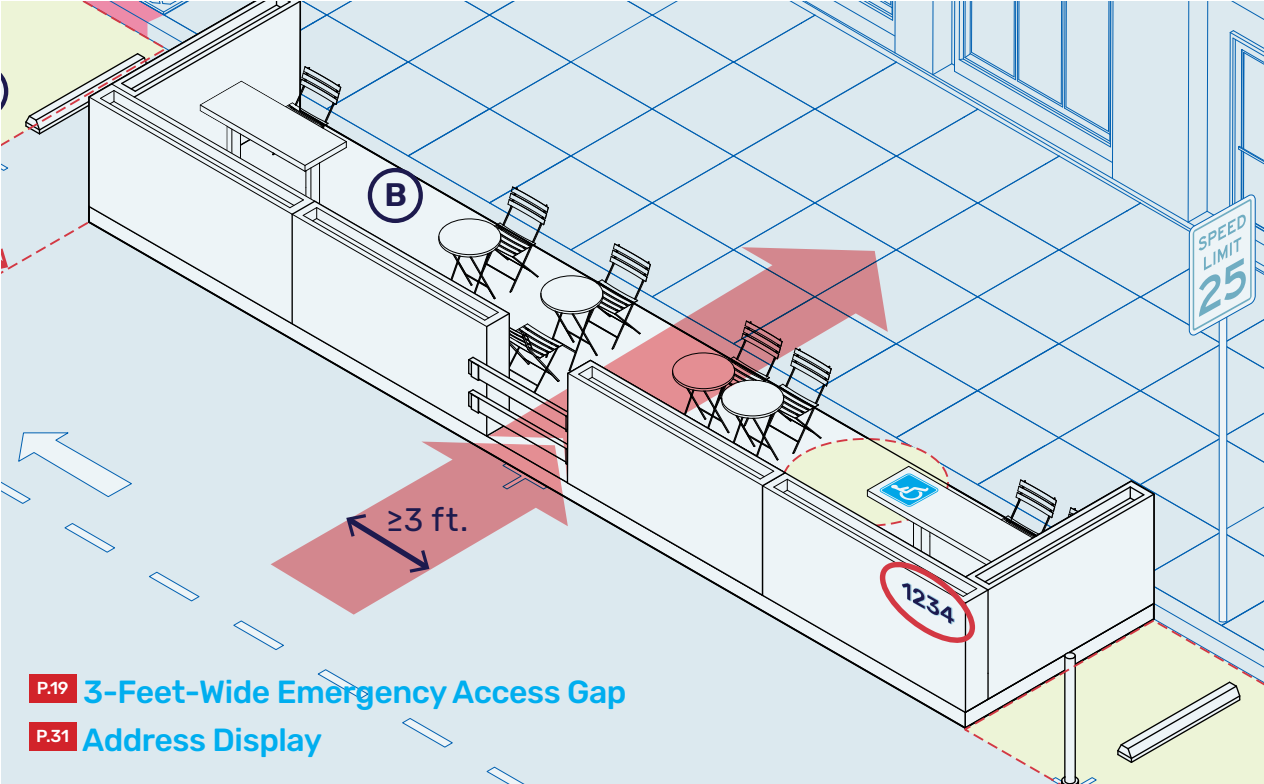 B
SPEED
LIMIT
25
≥3 ft.
1234
P.19 3-Feet-Wide Emergency Access Gap
P.31 Address Display